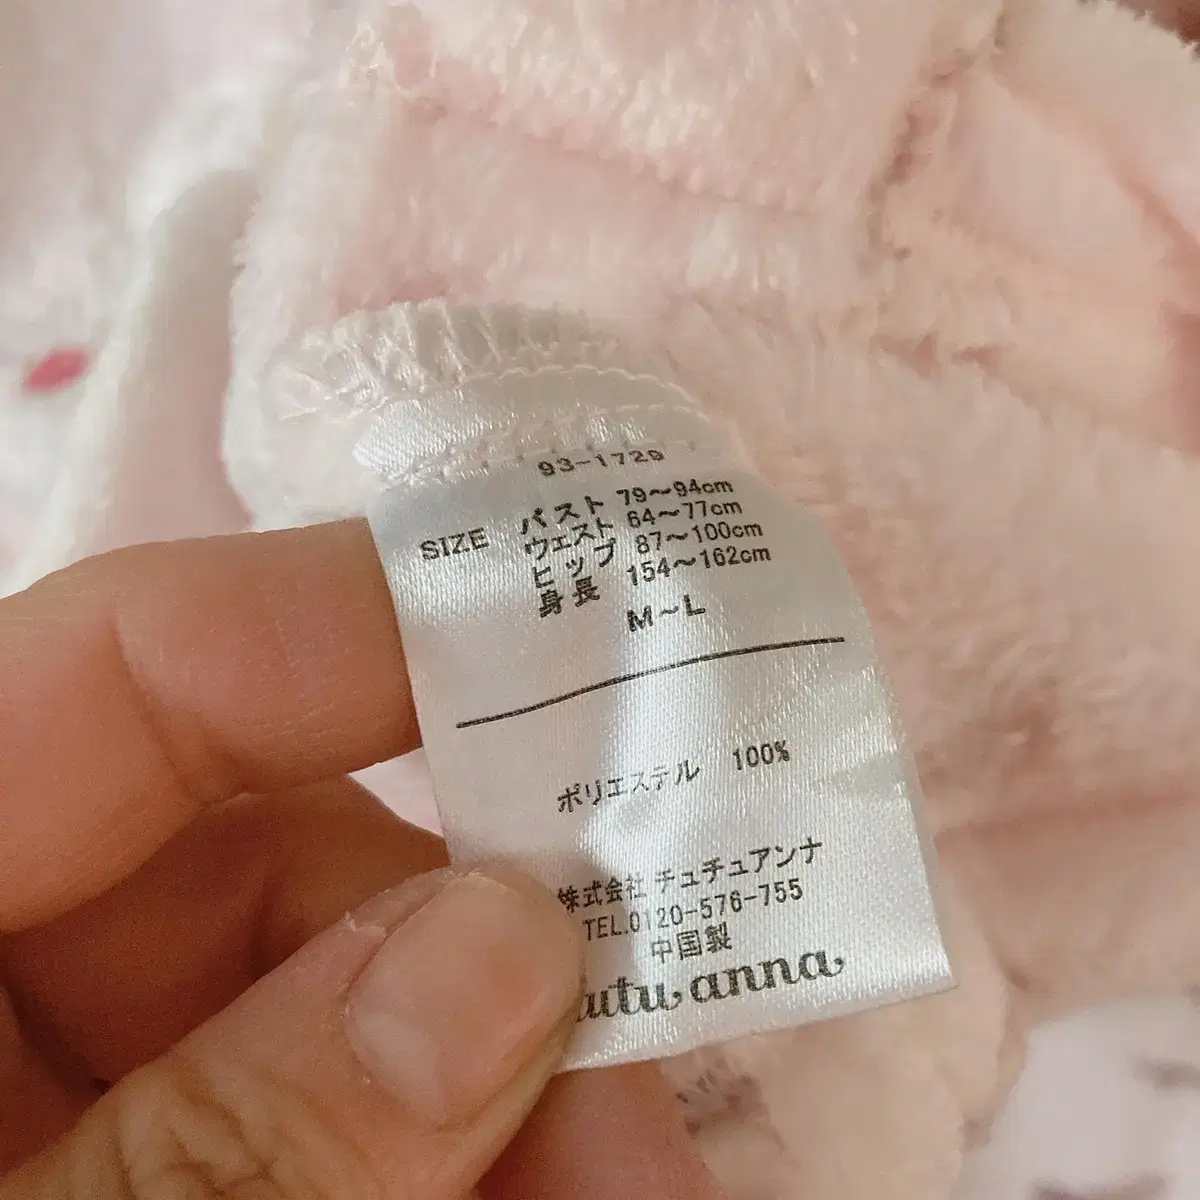 93-1729
SIZE バスト 79～94cm
ウェスト 64～77cm
ヒップ 87～100cm
身長 154～162cm
M～L
ポリエステル 100%
株式会社 チュチュアンナ
TEL.0120-576-755
中国製
tutu anna